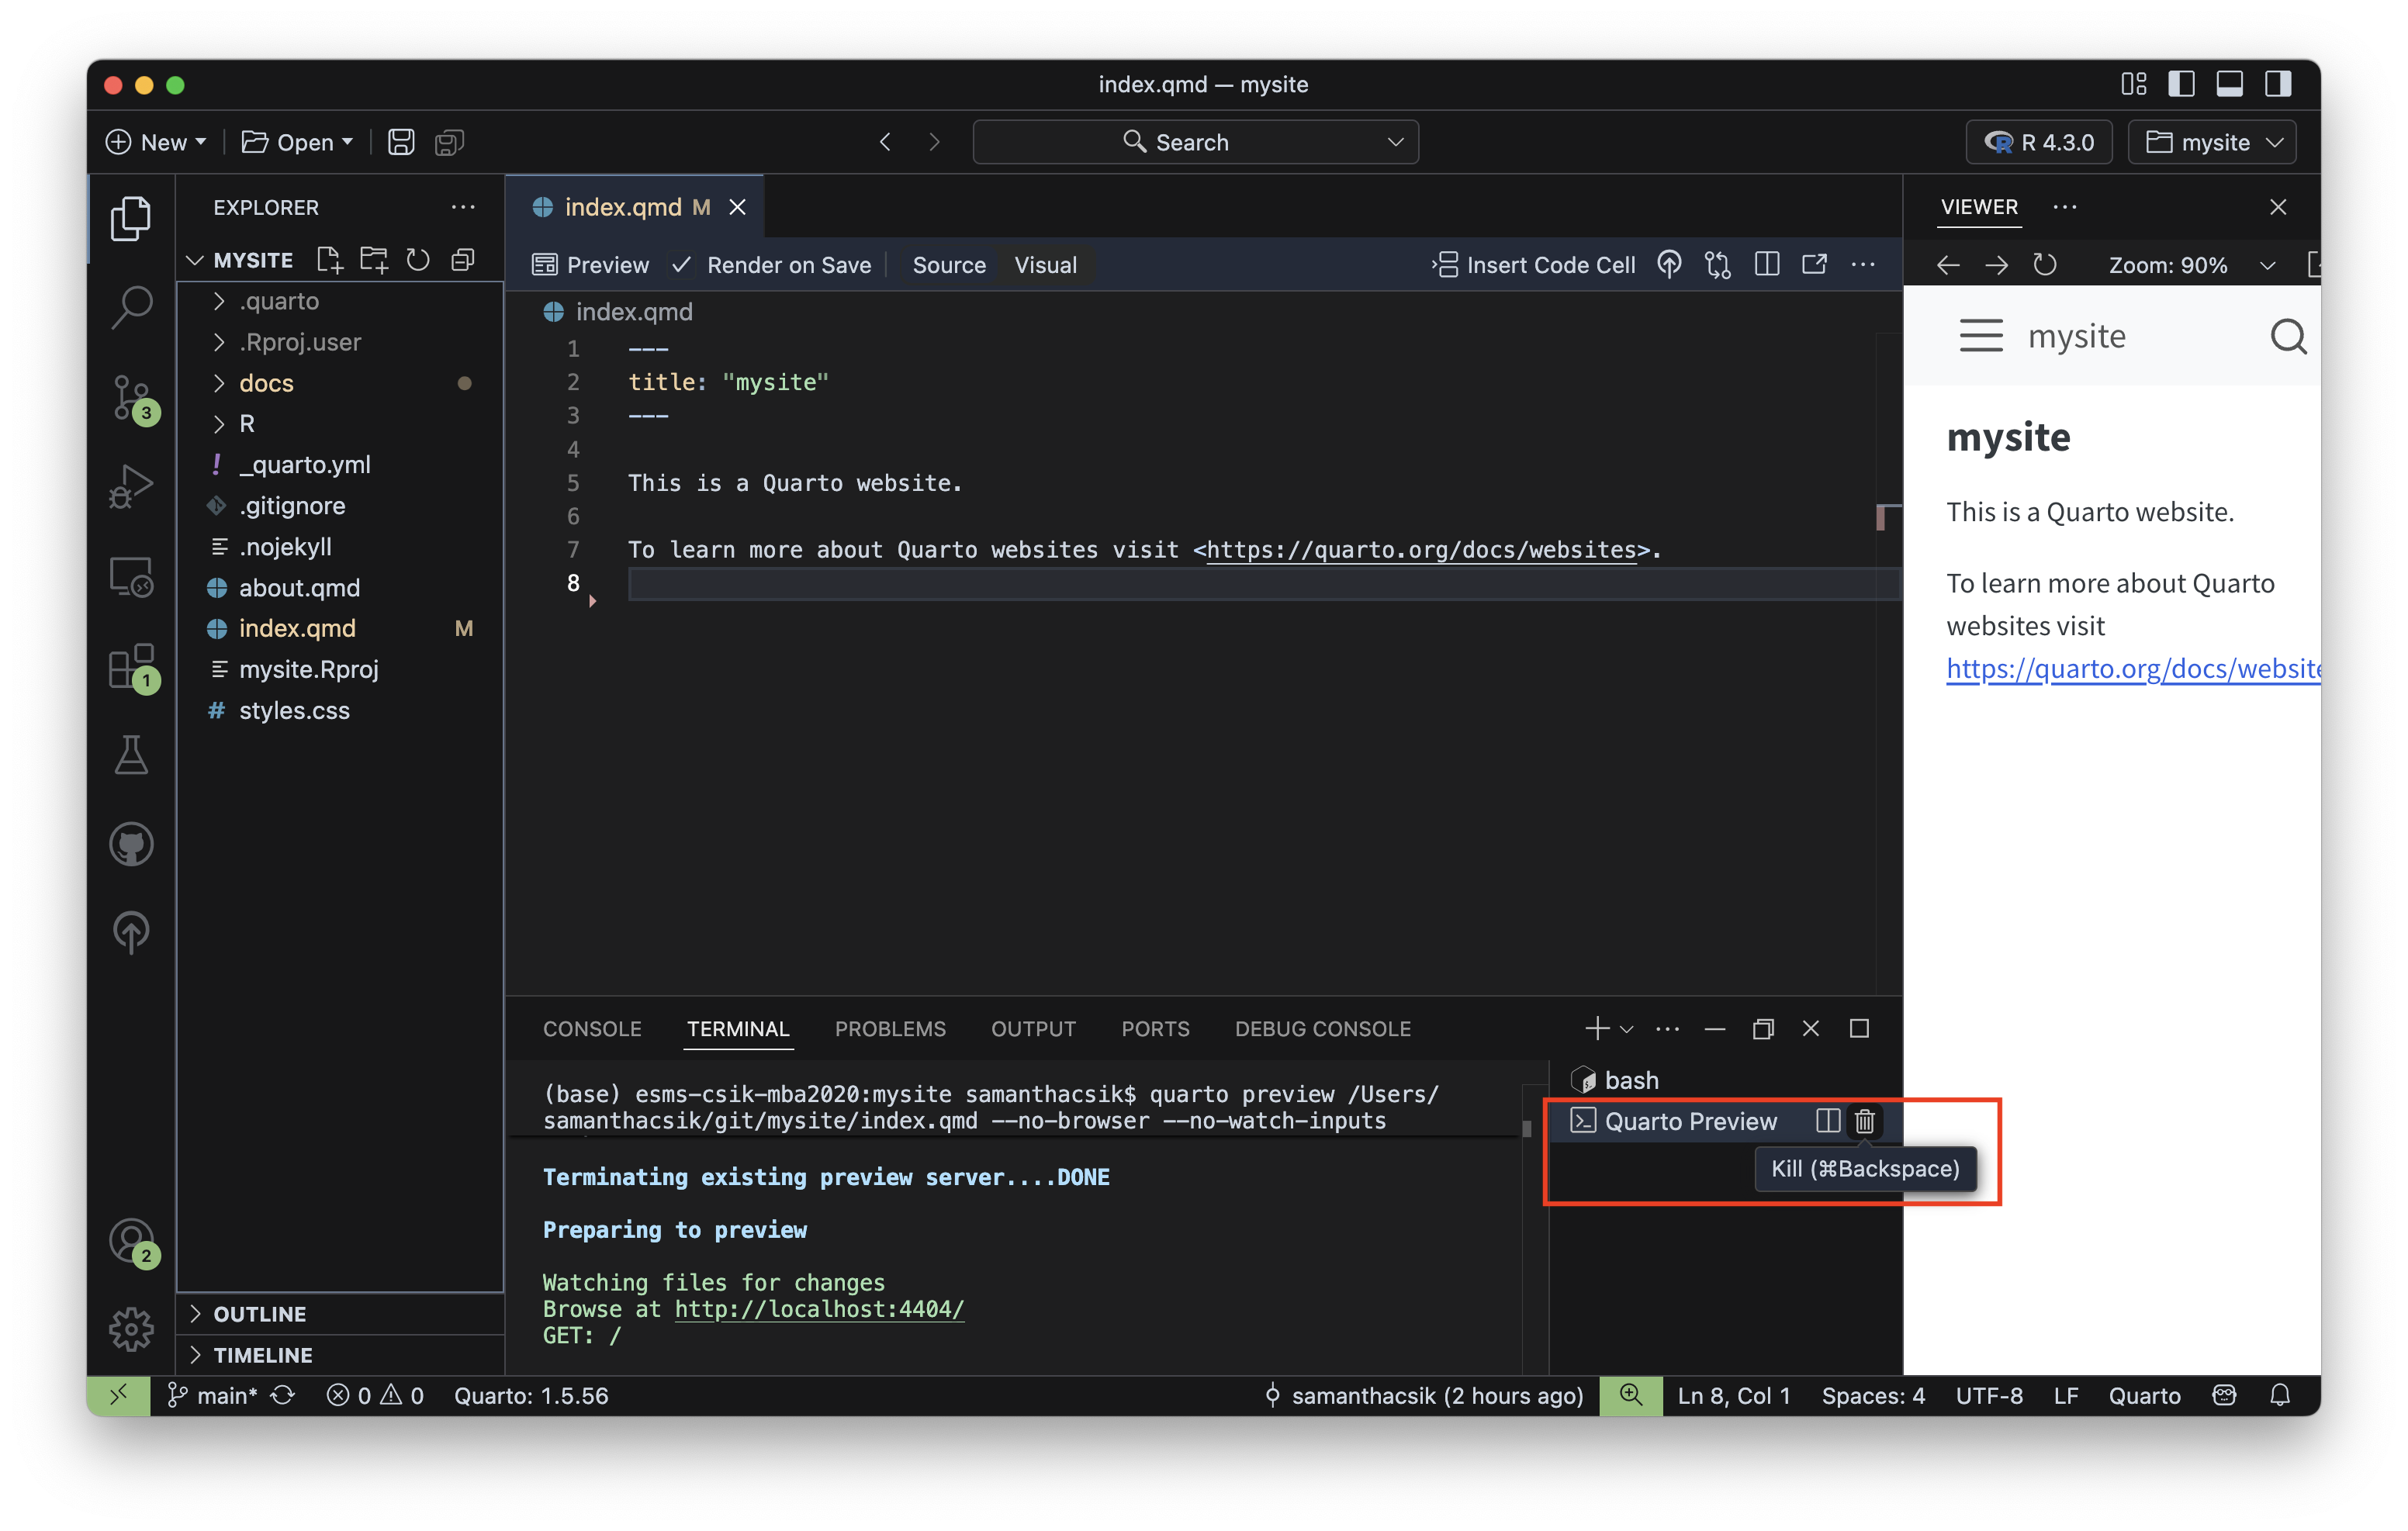 index.qmd — mysite
New
Open
Search
R 4.3.0
mysite
EXPLORER
MYSITE
.quarto
.Rproj.user
docs
R
_quarto.yml
.gitignore
.nojekyll
about.qmd
index.qmd M
mysite.Rproj
styles.css
OUTLINE
TIMELINE
3
1
2
index.qmd M
Preview Render on Save Source Visual Insert Code Cell
index.qmd
1 ---
2 title: "mysite"
3 ---
4
5 This is a Quarto website.
6
7 To learn more about Quarto websites visit <https://quarto.org/docs/websites>.
8
CONSOLE TERMINAL PROBLEMS OUTPUT PORTS DEBUG CONSOLE
(base) esms-csik-mba2020:mysite samanthacsik$ quarto preview /Users/
samanthacsik/git/mysite/index.qmd --no-browser --no-watch-inputs
Terminating existing preview server....DONE
Preparing to preview
Watching files for changes
Browse at http://localhost:4404/
GET: /
bash
Quarto Preview
Kill (⌘Backspace)
VIEWER
Zoom: 90%
mysite
mysite
This is a Quarto website.
To learn more about Quarto
websites visit
https://quarto.org/docs/website
main* 0 0 Quarto: 1.5.56 samanthacsik (2 hours ago) Ln 8, Col 1 Spaces: 4 UTF-8 LF Quarto